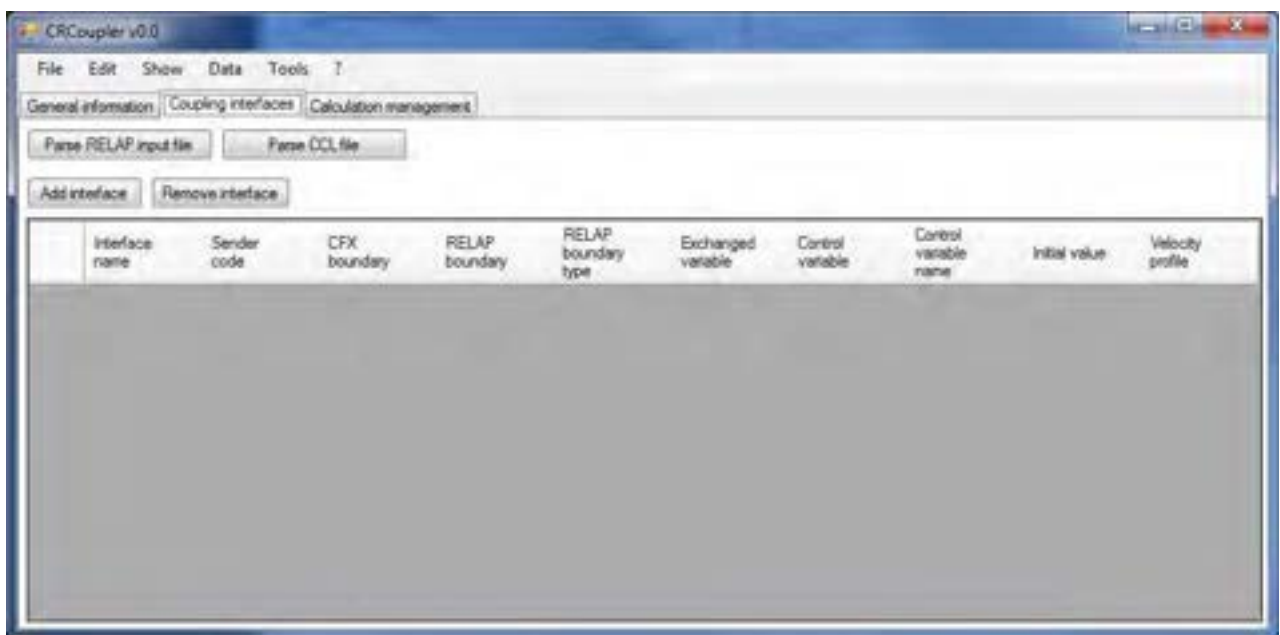 CRCoupler v0.0
File Edit Show Data Tools ?
General information Coupling interfaces Calculation management
Parse RELAP input file Parse CCL file
Add interface Remove interface
Interface name Sender code CFX boundary RELAP boundary RELAP boundary type Exchanged variable Control variable Control variable name Initial value Velocity profile